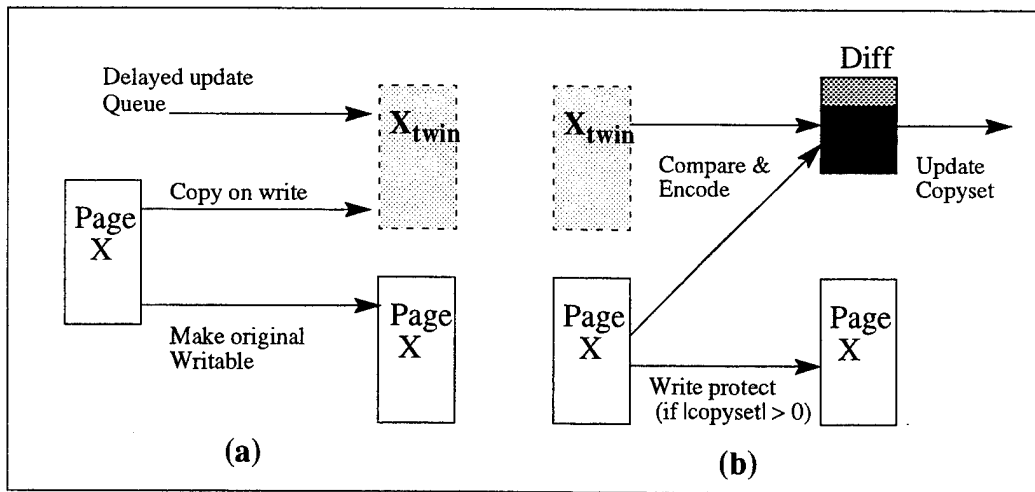 Delayed update
Queue
X_twin
Copy on write
Page
X
Make original
Writable
Page
X
(a)
Diff
X_twin
Compare &
Encode
Update
Copyset
Page
X
Write protect
(if |copyset| > 0)
Page
X
(b)